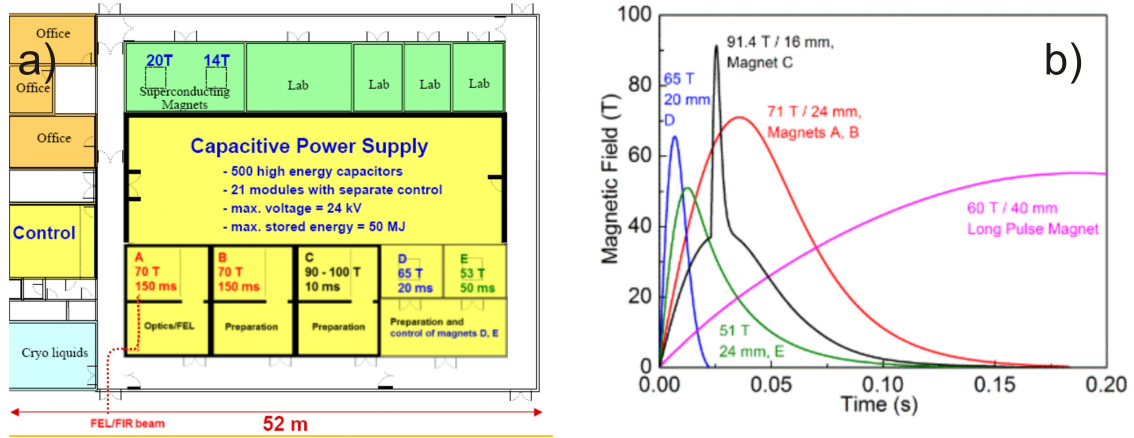 a)
Office
Office
Office
Control
Cryo liquids
20T
14T
Superconducting
Magnets
Lab
Lab
Lab
Lab
Capacitive Power Supply
- 500 high energy capacitors
- 21 modules with separate control
- max. voltage = 24 kV
- max. stored energy = 50 MJ
A
70 T
150 ms
Optics/FEL
B
70 T
150 ms
Preparation
C
90 - 100 T
10 ms
Preparation
D
65 T
20 ms
E
53 T
50 ms
Preparation and
control of magnets D, E
FEL/FIR beam
52 m
b)
Magnetic Field (T)
100
80
60
40
20
0
0.00
0.05
0.10
0.15
0.20
Time (s)
91.4 T / 16 mm,
Magnet C
65 T
20 mm
D
71 T / 24 mm,
Magnets A, B
60 T / 40 mm
Long Pulse Magnet
51 T
24 mm, E